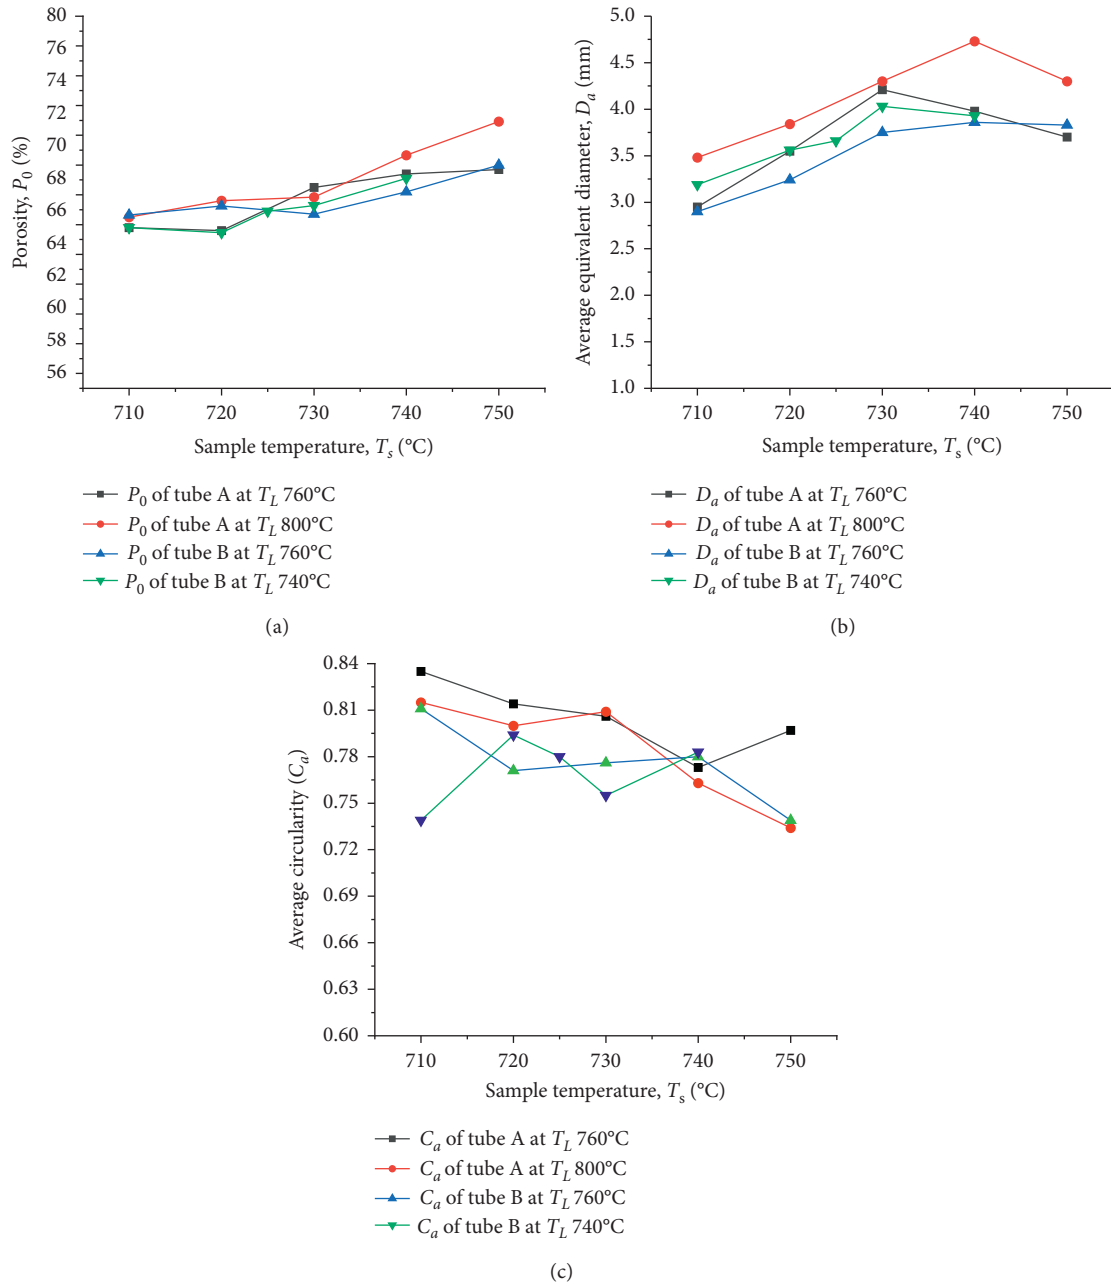 80
76
76
74
72
70
68
66
64
62
60
58
56
Porosity, P0 (%)
710 720 730 740 750
Sample temperature, Ts (°C)
P0 of tube A at TL 760°C
P0 of tube A at TL 800°C
P0 of tube B at TL 760°C
P0 of tube B at TL 740°C
(a)
5.0
4.5
4.0
3.5
3.0
2.5
2.0
1.5
1.0
Average equivalent diameter, Da (mm)
710 720 730 740 750
Sample temperature, Ts (°C)
Da of tube A at TL 760°C
Da of tube A at TL 800°C
Da of tube B at TL 760°C
Da of tube B at TL 740°C
(b)
0.84
0.81
0.78
0.75
0.72
0.69
0.66
0.63
0.60
Average circularity (Ca)
710 720 730 740 750
Sample temperature, Ts (°C)
Ca of tube A at TL 760°C
Ca of tube A at TL 800°C
Ca of tube B at TL 760°C
Ca of tube B at TL 740°C
(c)